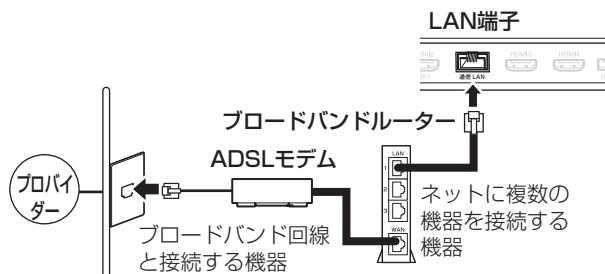 LAN端子
HDMI2
HDMI3
HDMI4
通信 LAN
ブロードバンドルーター
ADSLモデム
LAN
1
2
3
WAN
プロバイ
ダー
ネットに複数の
機器を接続する
機器
ブロードバンド回線
と接続する機器